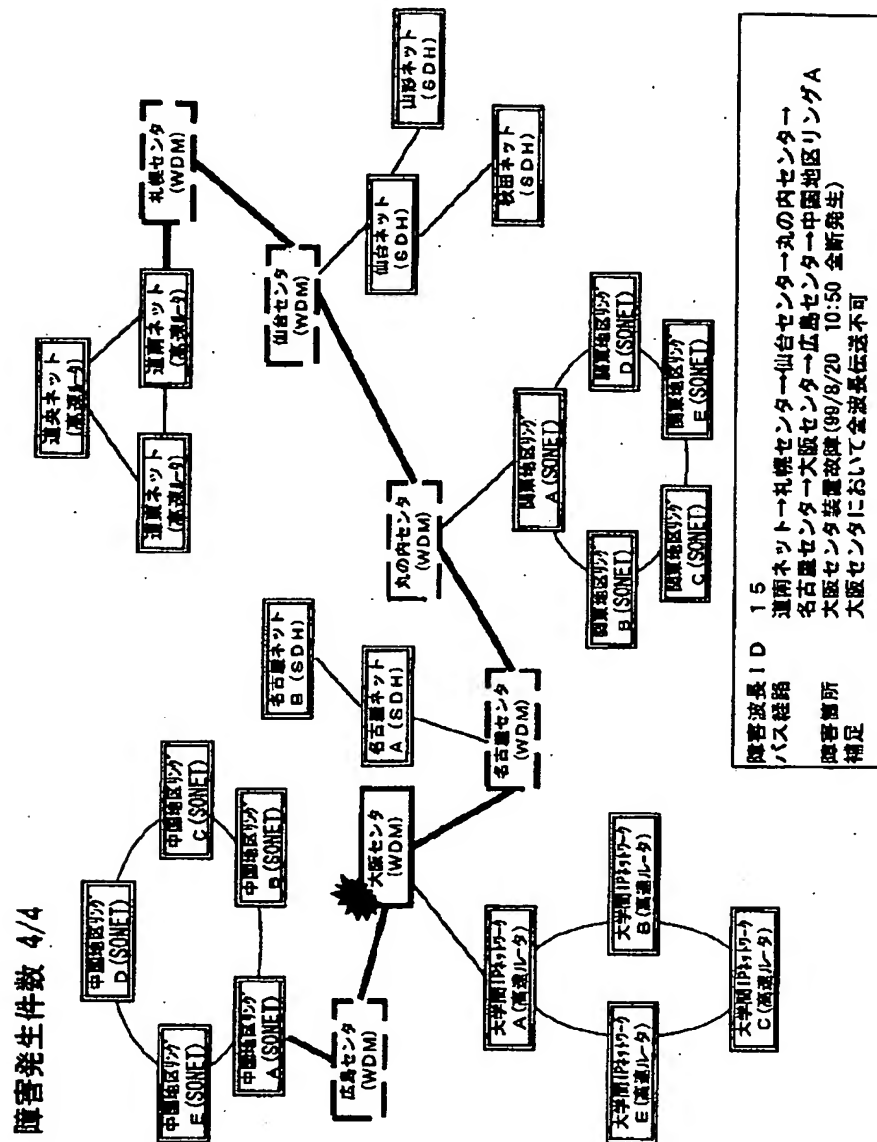 障害発生件数 4/4
中国地区リング
D (SONET)
中国地区リング
E (SONET)
中国地区リング
C (SONET)
中国地区リング
A (SONET)
中国地区リング
B (SONET)
広島センタ
(WDM)
大阪センタ
(WDM)
名古屋ネット
B (SDH)
名古屋ネット
A (SDH)
名古屋センタ
(WDM)
大学間IPネットワーク
A (高速ルータ)
大学間IPネットワーク
E (高速ルータ)
大学間IPネットワーク
B (高速ルータ)
大学間IPネットワーク
C (高速ルータ)
道央ネット
(高速ルータ)
道東ネット
(高速ルータ)
道南ネット
(高速ルータ)
札幌センタ
(WDM)
仙台センタ
(WDM)
丸の内センタ
(WDM)
仙台ネット
(SDH)
山形ネット
(SDH)
秋田ネット
(SDH)
関東地区リング
A (SONET)
関東地区リング
B (SONET)
関東地区リング
D (SONET)
関東地区リング
C (SONET)
関東地区リング
E (SONET)
障害波長ID 15
パス経路 道南ネット→札幌センタ→仙台センタ→丸の内センタ→
名古屋センタ→大阪センタ→広島センタ→中国地区リングA
障害箇所 大阪センタ装置故障(99/8/20 10:50 全断発生)
補足 大阪センタにおいて全波長伝送不可